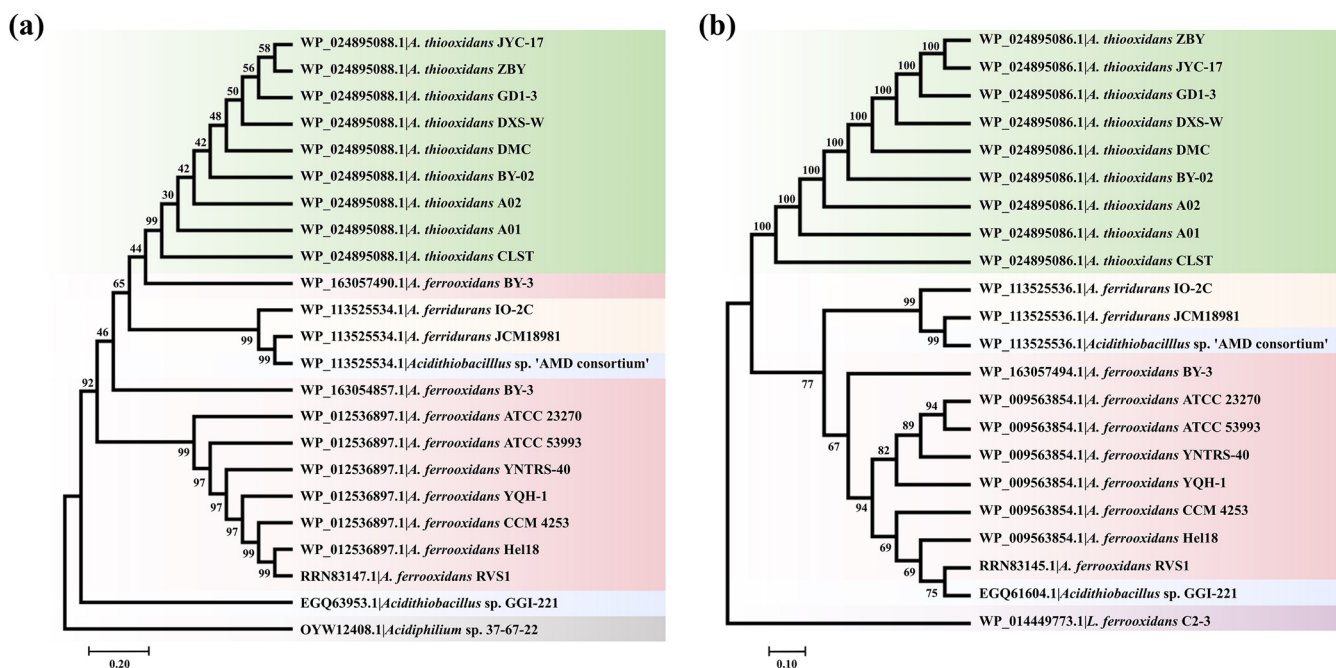 (a)
WP_024895088.1|A. thiooxidans JYC-17
WP_024895088.1|A. thiooxidans ZBY
WP_024895088.1|A. thiooxidans GD1-3
WP_024895088.1|A. thiooxidans DXS-W
WP_024895088.1|A. thiooxidans DMC
WP_024895088.1|A. thiooxidans BY-02
WP_024895088.1|A. thiooxidans A02
WP_024895088.1|A. thiooxidans A01
WP_024895088.1|A. thiooxidans CLST
WP_163057490.1|A. ferrooxidans BY-3
WP_113525534.1|A. ferridurans IO-2C
WP_113525534.1|A. ferridurans JCM18981
WP_113525534.1|Acidithiobacilllus sp. 'AMD consortium'
WP_163054857.1|A. ferrooxidans BY-3
WP_012536897.1|A. ferrooxidans ATCC 23270
WP_012536897.1|A. ferrooxidans ATCC 53993
WP_012536897.1|A. ferrooxidans YNTRS-40
WP_012536897.1|A. ferrooxidans YQH-1
WP_012536897.1|A. ferrooxidans CCM 4253
WP_012536897.1|A. ferrooxidans Hel18
RRN83147.1|A. ferrooxidans RVS1
EGQ63953.1|Acidithiobacillus sp. GGI-221
OYW12408.1|Acidiphilium sp. 37-67-22
58
56
50
48
42
42
30
99
44
65
46
92
99
99
99
97
97
97
99
99
0.20
(b)
WP_024895086.1|A. thiooxidans ZBY
WP_024895086.1|A. thiooxidans JYC-17
WP_024895086.1|A. thiooxidans GD1-3
WP_024895086.1|A. thiooxidans DXS-W
WP_024895086.1|A. thiooxidans DMC
WP_024895086.1|A. thiooxidans BY-02
WP_024895086.1|A. thiooxidans A02
WP_024895086.1|A. thiooxidans A01
WP_024895086.1|A. thiooxidans CLST
WP_113525536.1|A. ferridurans IO-2C
WP_113525536.1|A. ferridurans JCM18981
WP_113525536.1|Acidithiobacilllus sp. 'AMD consortium'
WP_163057494.1|A. ferrooxidans BY-3
WP_009563854.1|A. ferrooxidans ATCC 23270
WP_009563854.1|A. ferrooxidans ATCC 53993
WP_009563854.1|A. ferrooxidans YNTRS-40
WP_009563854.1|A. ferrooxidans YQH-1
WP_009563854.1|A. ferrooxidans CCM 4253
WP_009563854.1|A. ferrooxidans Hel18
RRN83145.1|A. ferrooxidans RVS1
EGQ61604.1|Acidithiobacillus sp. GGI-221
WP_014449773.1|L. ferrooxidans C2-3
100
100
100
100
100
100
100
100
99
99
77
67
94
89
82
94
69
69
75
0.10